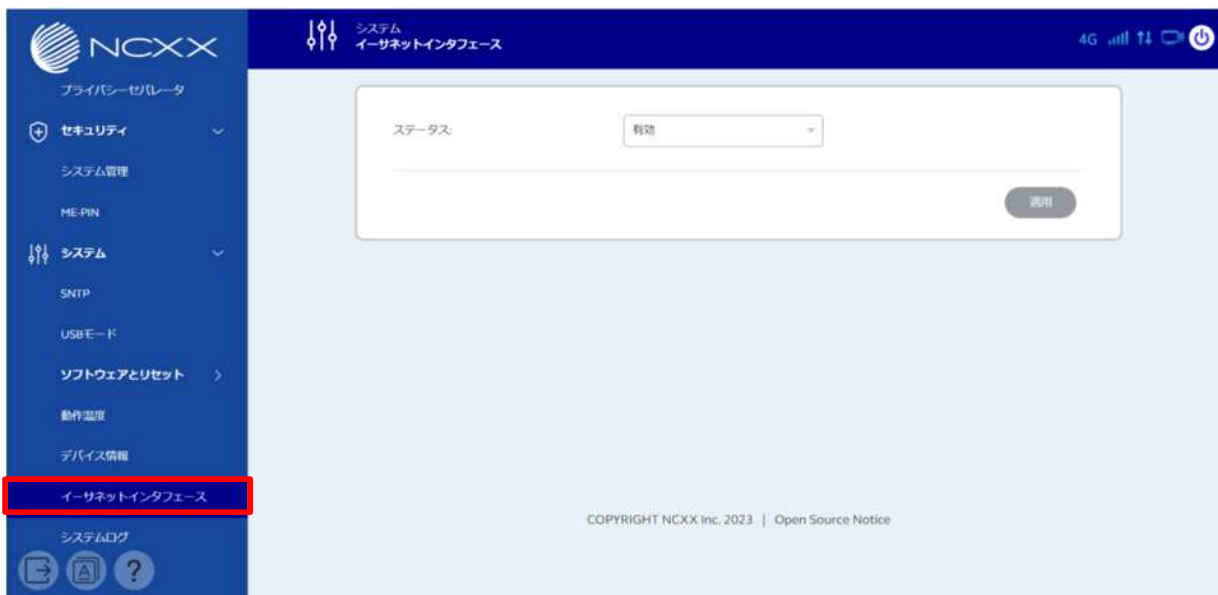 NCXX
プライバシーセパレータ
セキュリティ
システム管理
ME-PIN
システム
SNTP
USBモード
ソフトウェアとリセット
動作温度
デバイス情報
イーサネットインタフェース
システムログ
A
?
システム
イーサネットインタフェース
4G
ステータス:
有効
適用
COPYRIGHT NCXX Inc. 2023 | Open Source Notice